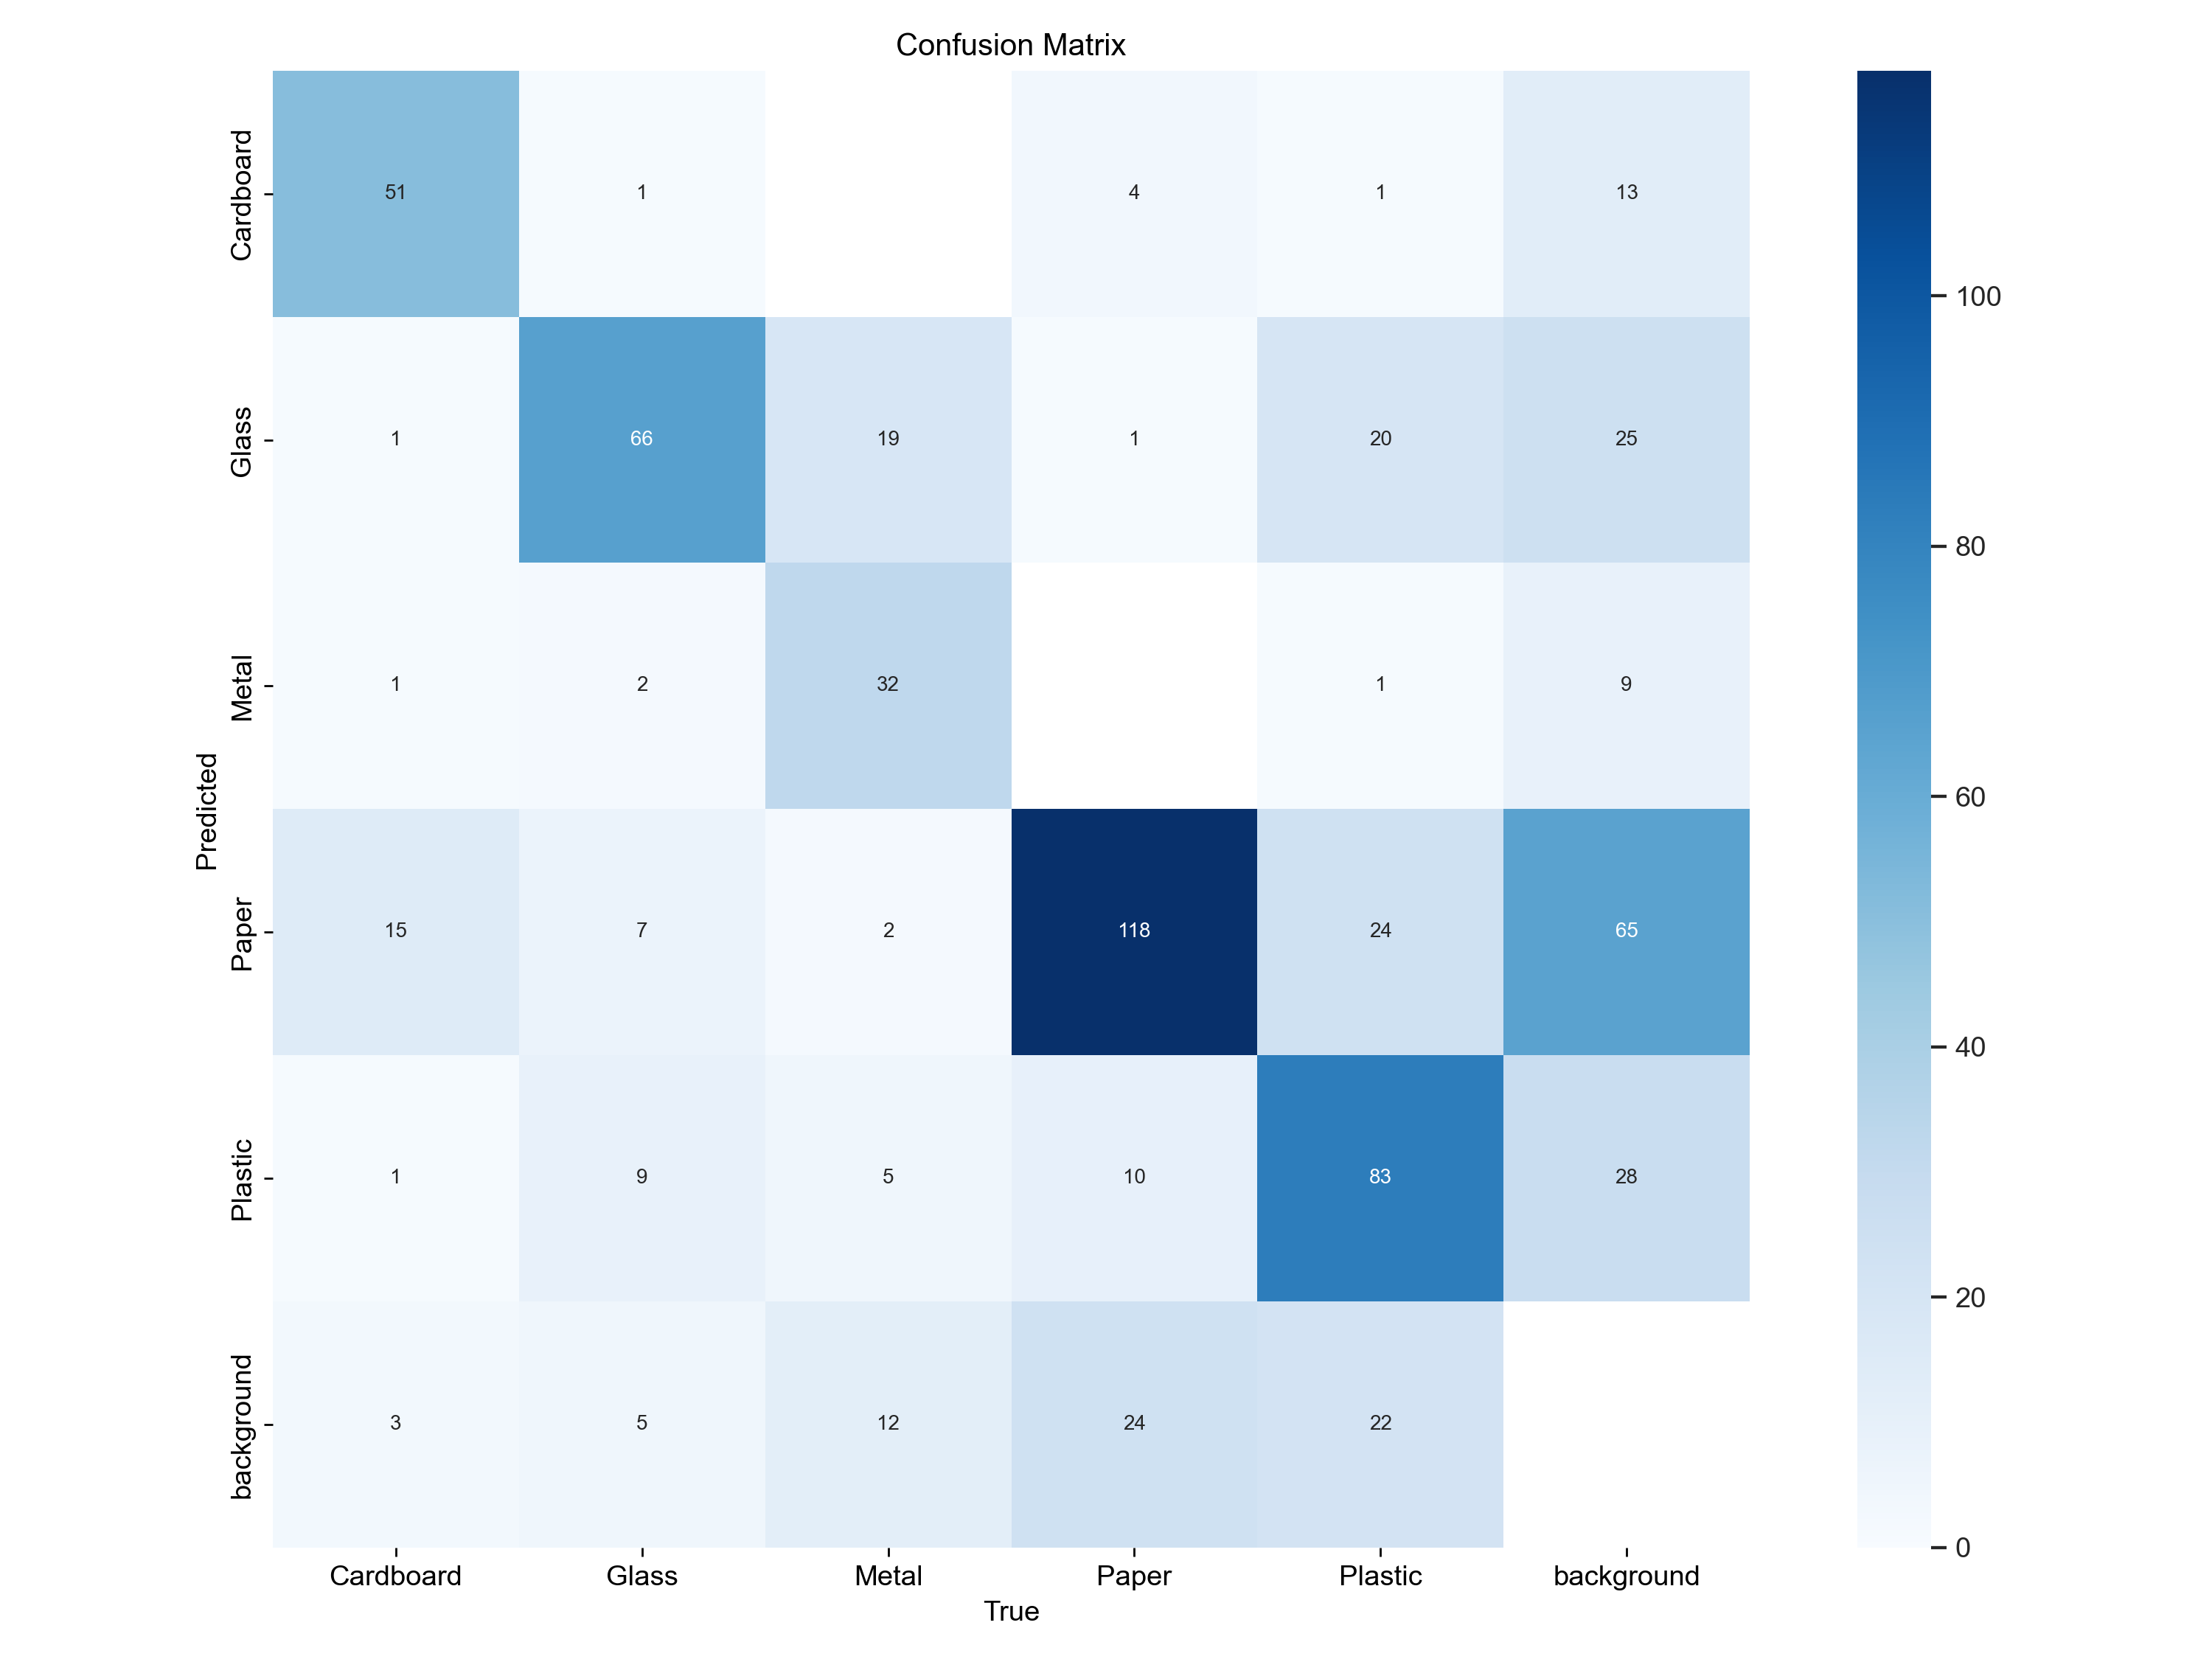 Confusion Matrix
Cardboard 51 1 4 1 13
Glass 1 66 19 1 20 25
Metal 1 2 32 1 9
Paper 15 7 2 118 24 65
Plastic 1 9 5 10 83 28
background 3 5 12 24 22
Predicted
Cardboard Glass Metal Paper Plastic background
True
100
80
60
40
20
0